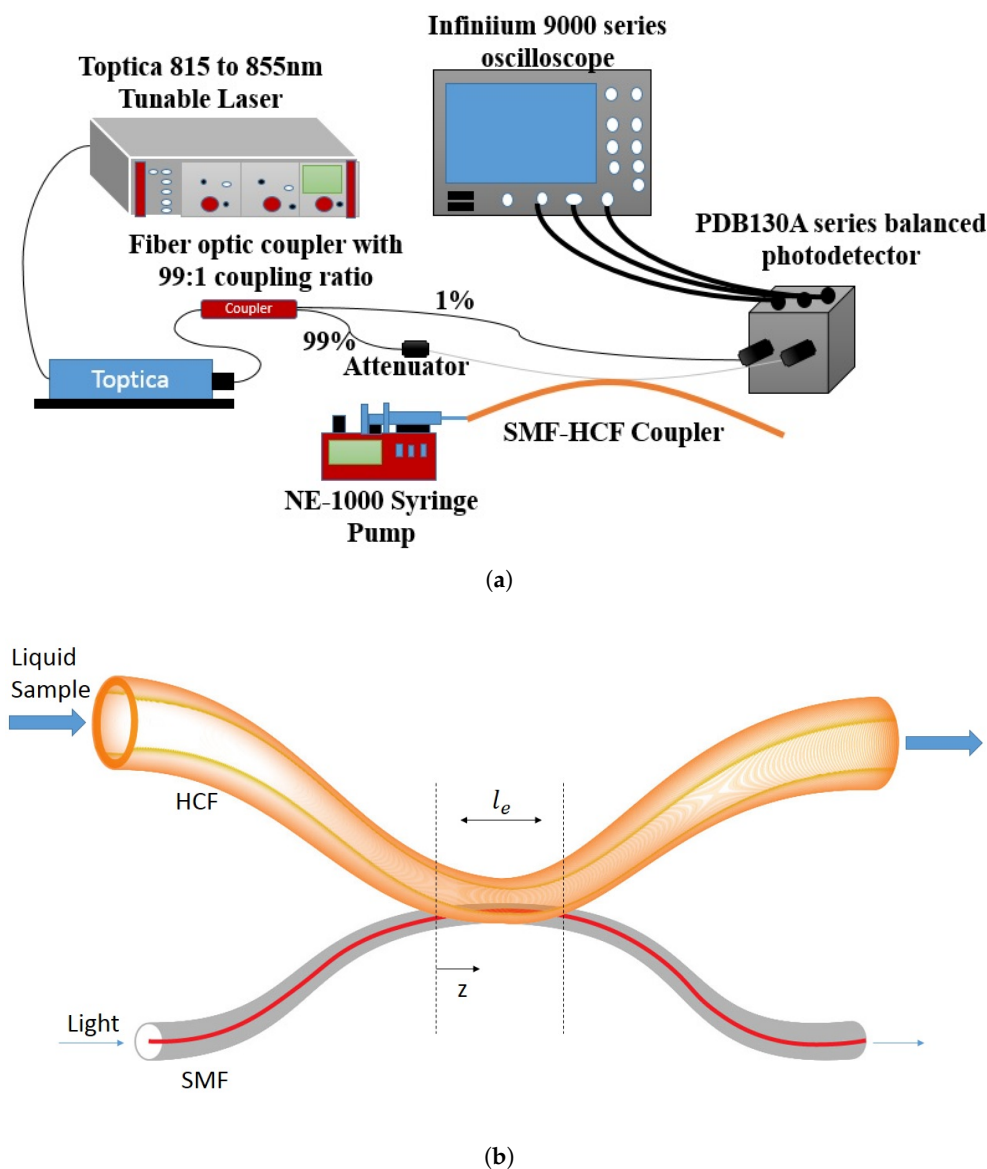 (a)
Infiniium 9000 series
oscilloscope
Toptica 815 to 855nm
Tunable Laser
PDB130A series balanced
photodetector
Fiber optic coupler with
99:1 coupling ratio
Coupler
1%
99%
Attenuator
Toptica
SMF-HCF Coupler
NE-1000 Syringe
Pump
(b)
Liquid
Sample
HCF
lₑ
z
Light
SMF